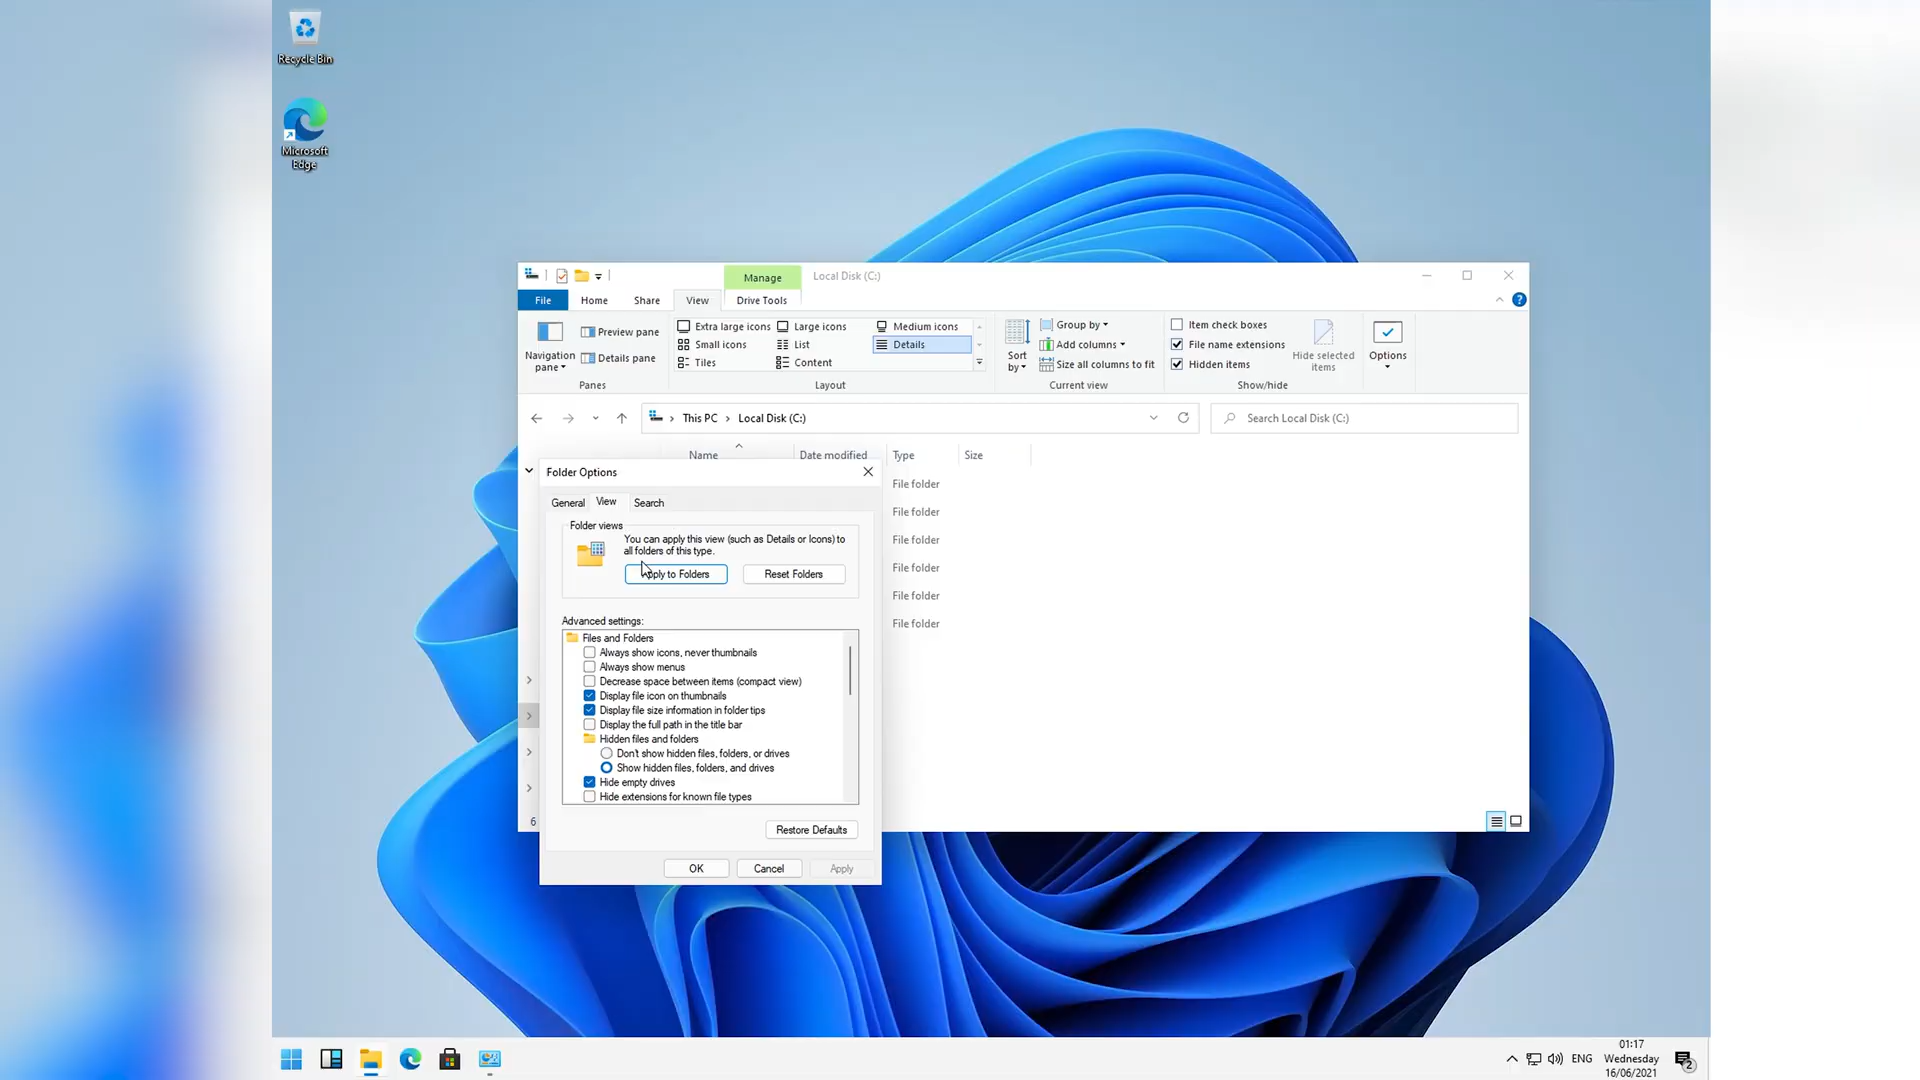 Recycle Bin
Microsoft
Edge
Manage
Local Disk (C:)
File
Home
Share
View
Drive Tools
Navigation
pane
Preview pane
Details pane
Panes
Extra large icons
Large icons
Medium icons
Small icons
List
Details
Tiles
Content
Layout
Sort
by
Group by
Add columns
Size all columns to fit
Current view
Item check boxes
File name extensions
Hidden items
Hide selected
items
Show/hide
Options
This PC > Local Disk (C:)
Search Local Disk (C:)
Name
Date modified
Type
Size
File folder
File folder
File folder
File folder
File folder
File folder
6
Folder Options
General
View
Search
Folder views
You can apply this view (such as Details or Icons) to
all folders of this type.
to Folders
Reset Folders
Advanced settings:
Files and Folders
Always show icons, never thumbnails
Always show menus
Decrease space between items (compact view)
Display file icon on thumbnails
Display file size information in folder tips
Display the full path in the title bar
Hidden files and folders
Don't show hidden files, folders, or drives
Show hidden files, folders, and drives
Hide empty drives
Hide extensions for known file types
Restore Defaults
OK
Cancel
Apply
ENG
01:17
Wednesday
16/06/2021
2